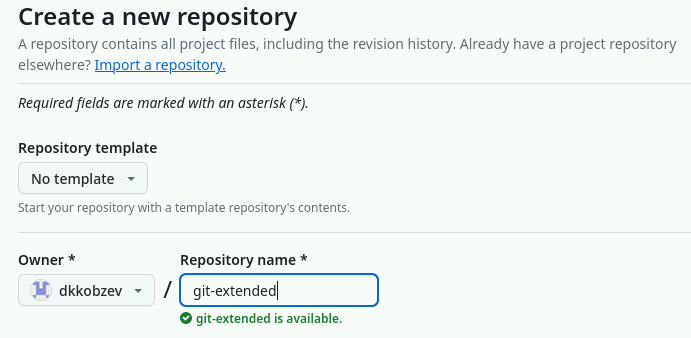 Create a new repository
A repository contains all project files, including the revision history. Already have a project repository
elsewhere? Import a repository.
Required fields are marked with an asterisk (*).
Repository template
No template
Start your repository with a template repository's contents.
Owner * Repository name *
dkkobzev / git-extended
git-extended is available.